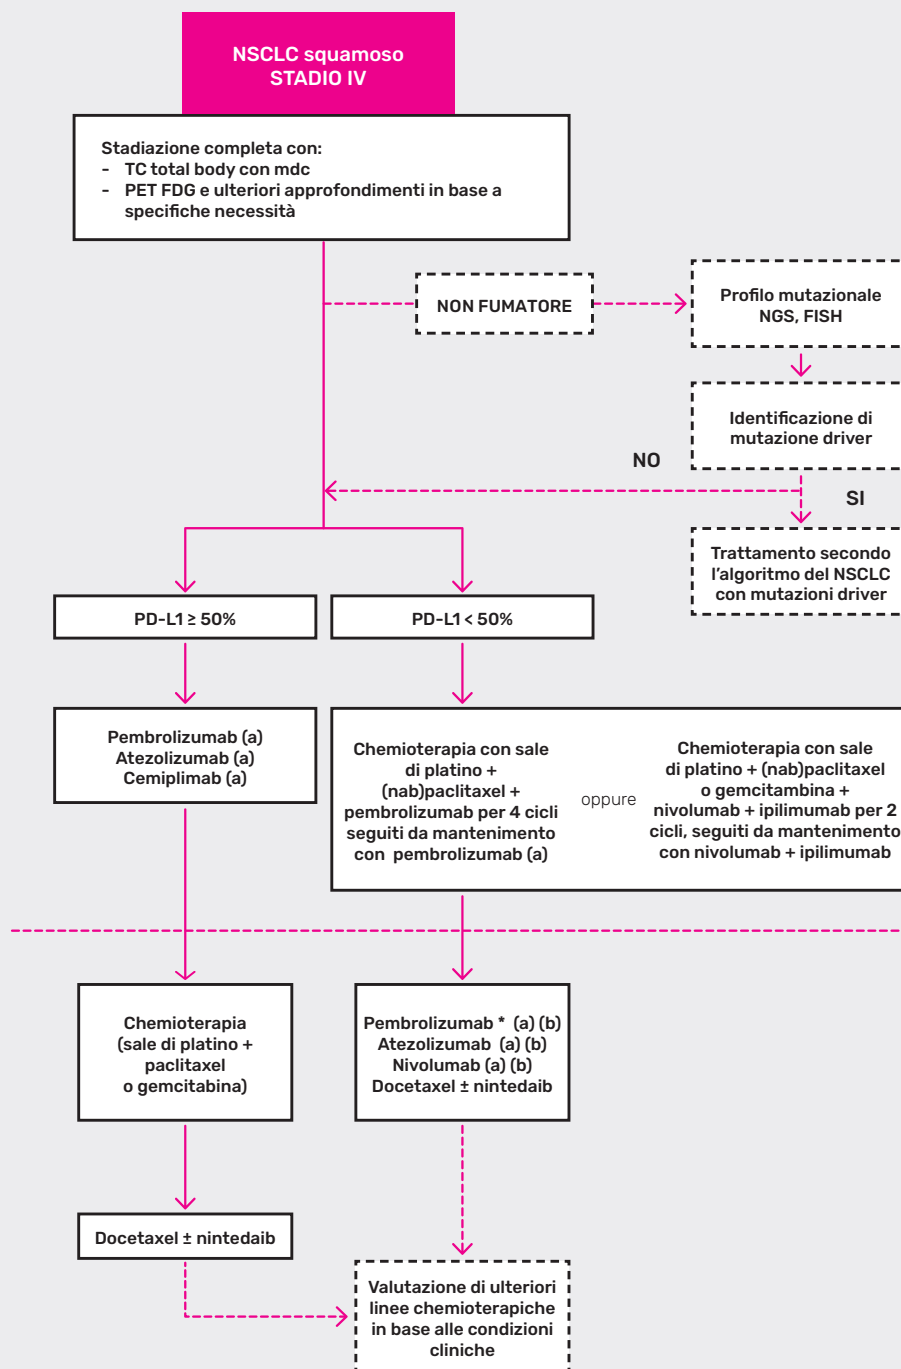 NSCLC squamoso
STADIO IV
Stadiazione completa con:
- TC total body con mdc
- PET FDG e ulteriori approfondimenti in base a
specifiche necessità
NON FUMATORE
Profilo mutazionale
NGS, FISH
Identificazione di
mutazione driver
NO
SI
Trattamento secondo
l'algoritmo del NSCLC
con mutazioni driver
PD-L1 ≥ 50%
PD-L1 < 50%
Pembrolizumab (a)
Atezolizumab (a)
Cemiplimab (a)
Chemioterapia con sale
di platino +
(nab)paclitaxel +
pembrolizumab per 4 cicli
seguiti da mantenimento
con pembrolizumab (a)
oppure
Chemioterapia con sale
di platino + (nab)paclitaxel
o gemcitambina +
nivolumab + ipilimumab per 2
cicli, seguiti da mantenimento
con nivolumab + ipilimumab
Chemioterapia
(sale di platino +
paclitaxel
o gemcitabina)
Pembrolizumab * (a) (b)
Atezolizumab (a) (b)
Nivolumab (a) (b)
Docetaxel ± nintedaib
Docetaxel ± nintedaib
Valutazione di ulteriori
linee chemioterapiche
in base alle condizioni
cliniche